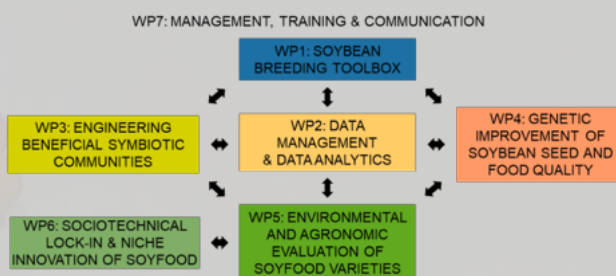 WP7: MANAGEMENT, TRAINING & COMMUNICATION
WP1: SOYBEAN
BREEDING TOOLBOX
WP3: ENGINEERING
BENEFICIAL SYMBIOTIC
COMMUNITIES
WP2: DATA
MANAGEMENT
& DATA ANALYTICS
WP4: GENETIC
IMPROVEMENT OF
SOYBEAN SEED AND
FOOD QUALITY
WP6: SOCIOTECHNICAL
LOCK-IN & NICHE
INNOVATION OF SOYFOOD
WP5: ENVIRONMENTAL
AND AGRONOMIC
EVALUATION OF
SOYFOOD VARIETIES